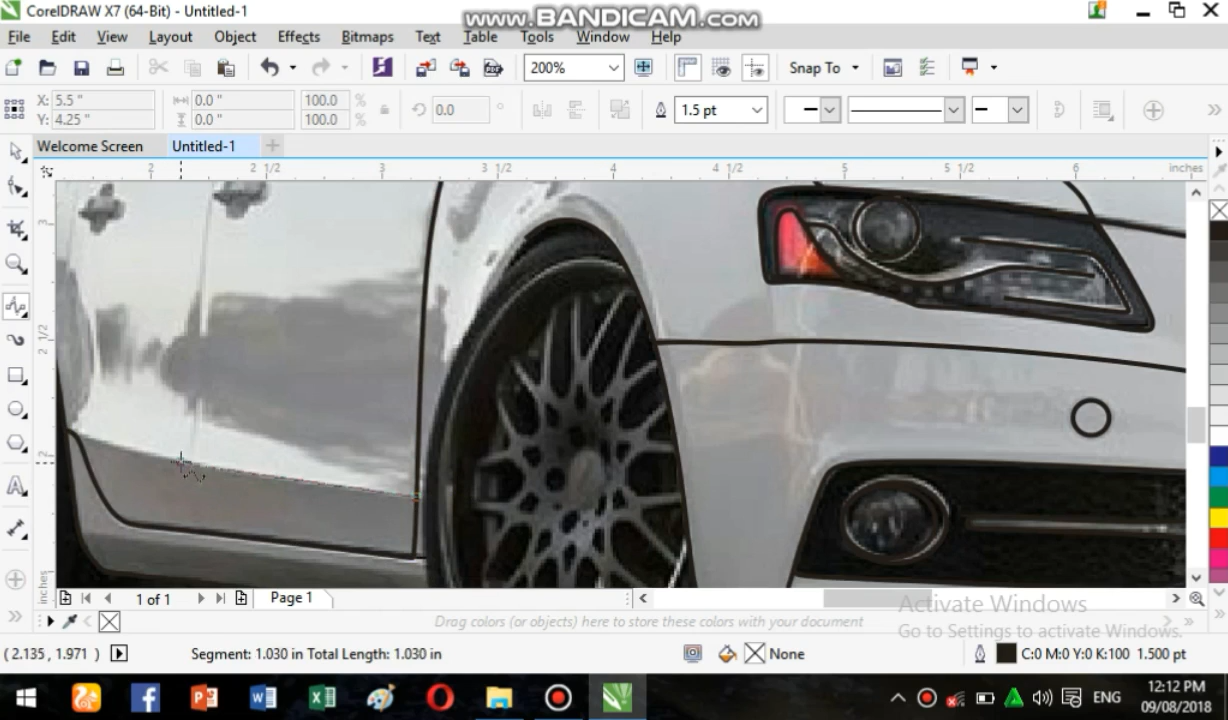 CorelDRAW X7 (64-Bit) - Untitled-1
www.BANDICAM.com
File Edit View Layout Object Effects Bitmaps Text Table Tools Window Help
200% Snap To
X: 5.5 " 0.0 " 100.0 % 0.0 ° 1.5 pt
Y: 4.25 " 0.0 " 100.0 %
Welcome Screen Untitled-1
2 2 1/2 3 3 1/2 4 4 1/2 5 5 1/2 6 inches
3
2 1/2
2
inches
1 of 1 Page 1
Activate Windows
Drag colors (or objects) here to store these colors with your document
Go to Settings to activate Windows.
( 2.135 , 1.971 ) Segment: 1.030 in Total Length: 1.030 in None C:0 M:0 Y:0 K:100 1.500 pt
ENG 12:12 PM
09/08/2018